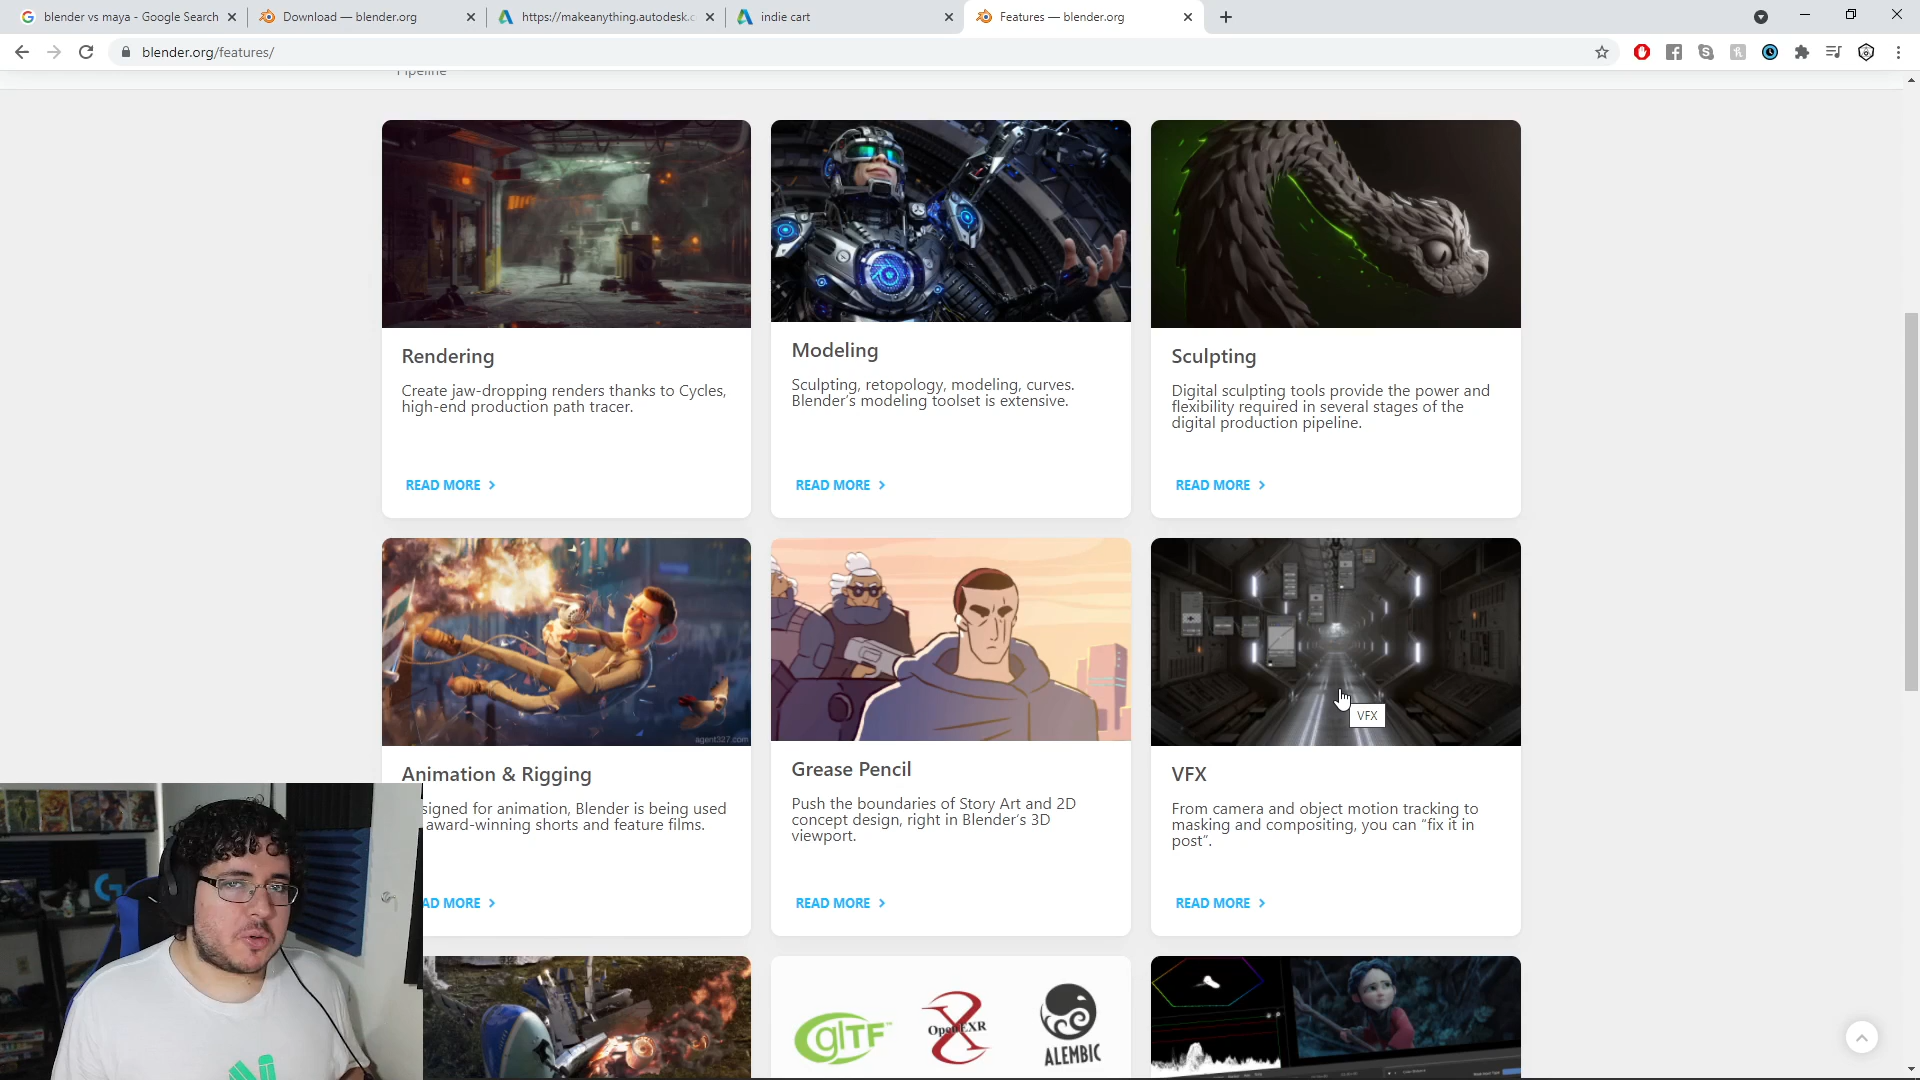 blender vs maya - Google Search
Download — blender.org
https://makeanything.autodesk.c
indie cart
Features — blender.org
blender.org/features/
Pipeline
Rendering
Create jaw-dropping renders thanks to Cycles,
high-end production path tracer.
READ MORE
Modeling
Sculpting, retopology, modeling, curves.
Blender's modeling toolset is extensive.
READ MORE
Sculpting
Digital sculpting tools provide the power and
flexibility required in several stages of the
digital production pipeline.
READ MORE
agent327.com
Animation & Rigging
signed for animation, Blender is being used
award-winning shorts and feature films.
AD MORE
Grease Pencil
Push the boundaries of Story Art and 2D
concept design, right in Blender's 3D
viewport.
READ MORE
VFX
VFX
From camera and object motion tracking to
masking and compositing, you can “fix it in
post”.
READ MORE
glTF™
OpenEXR
ALEMBIC